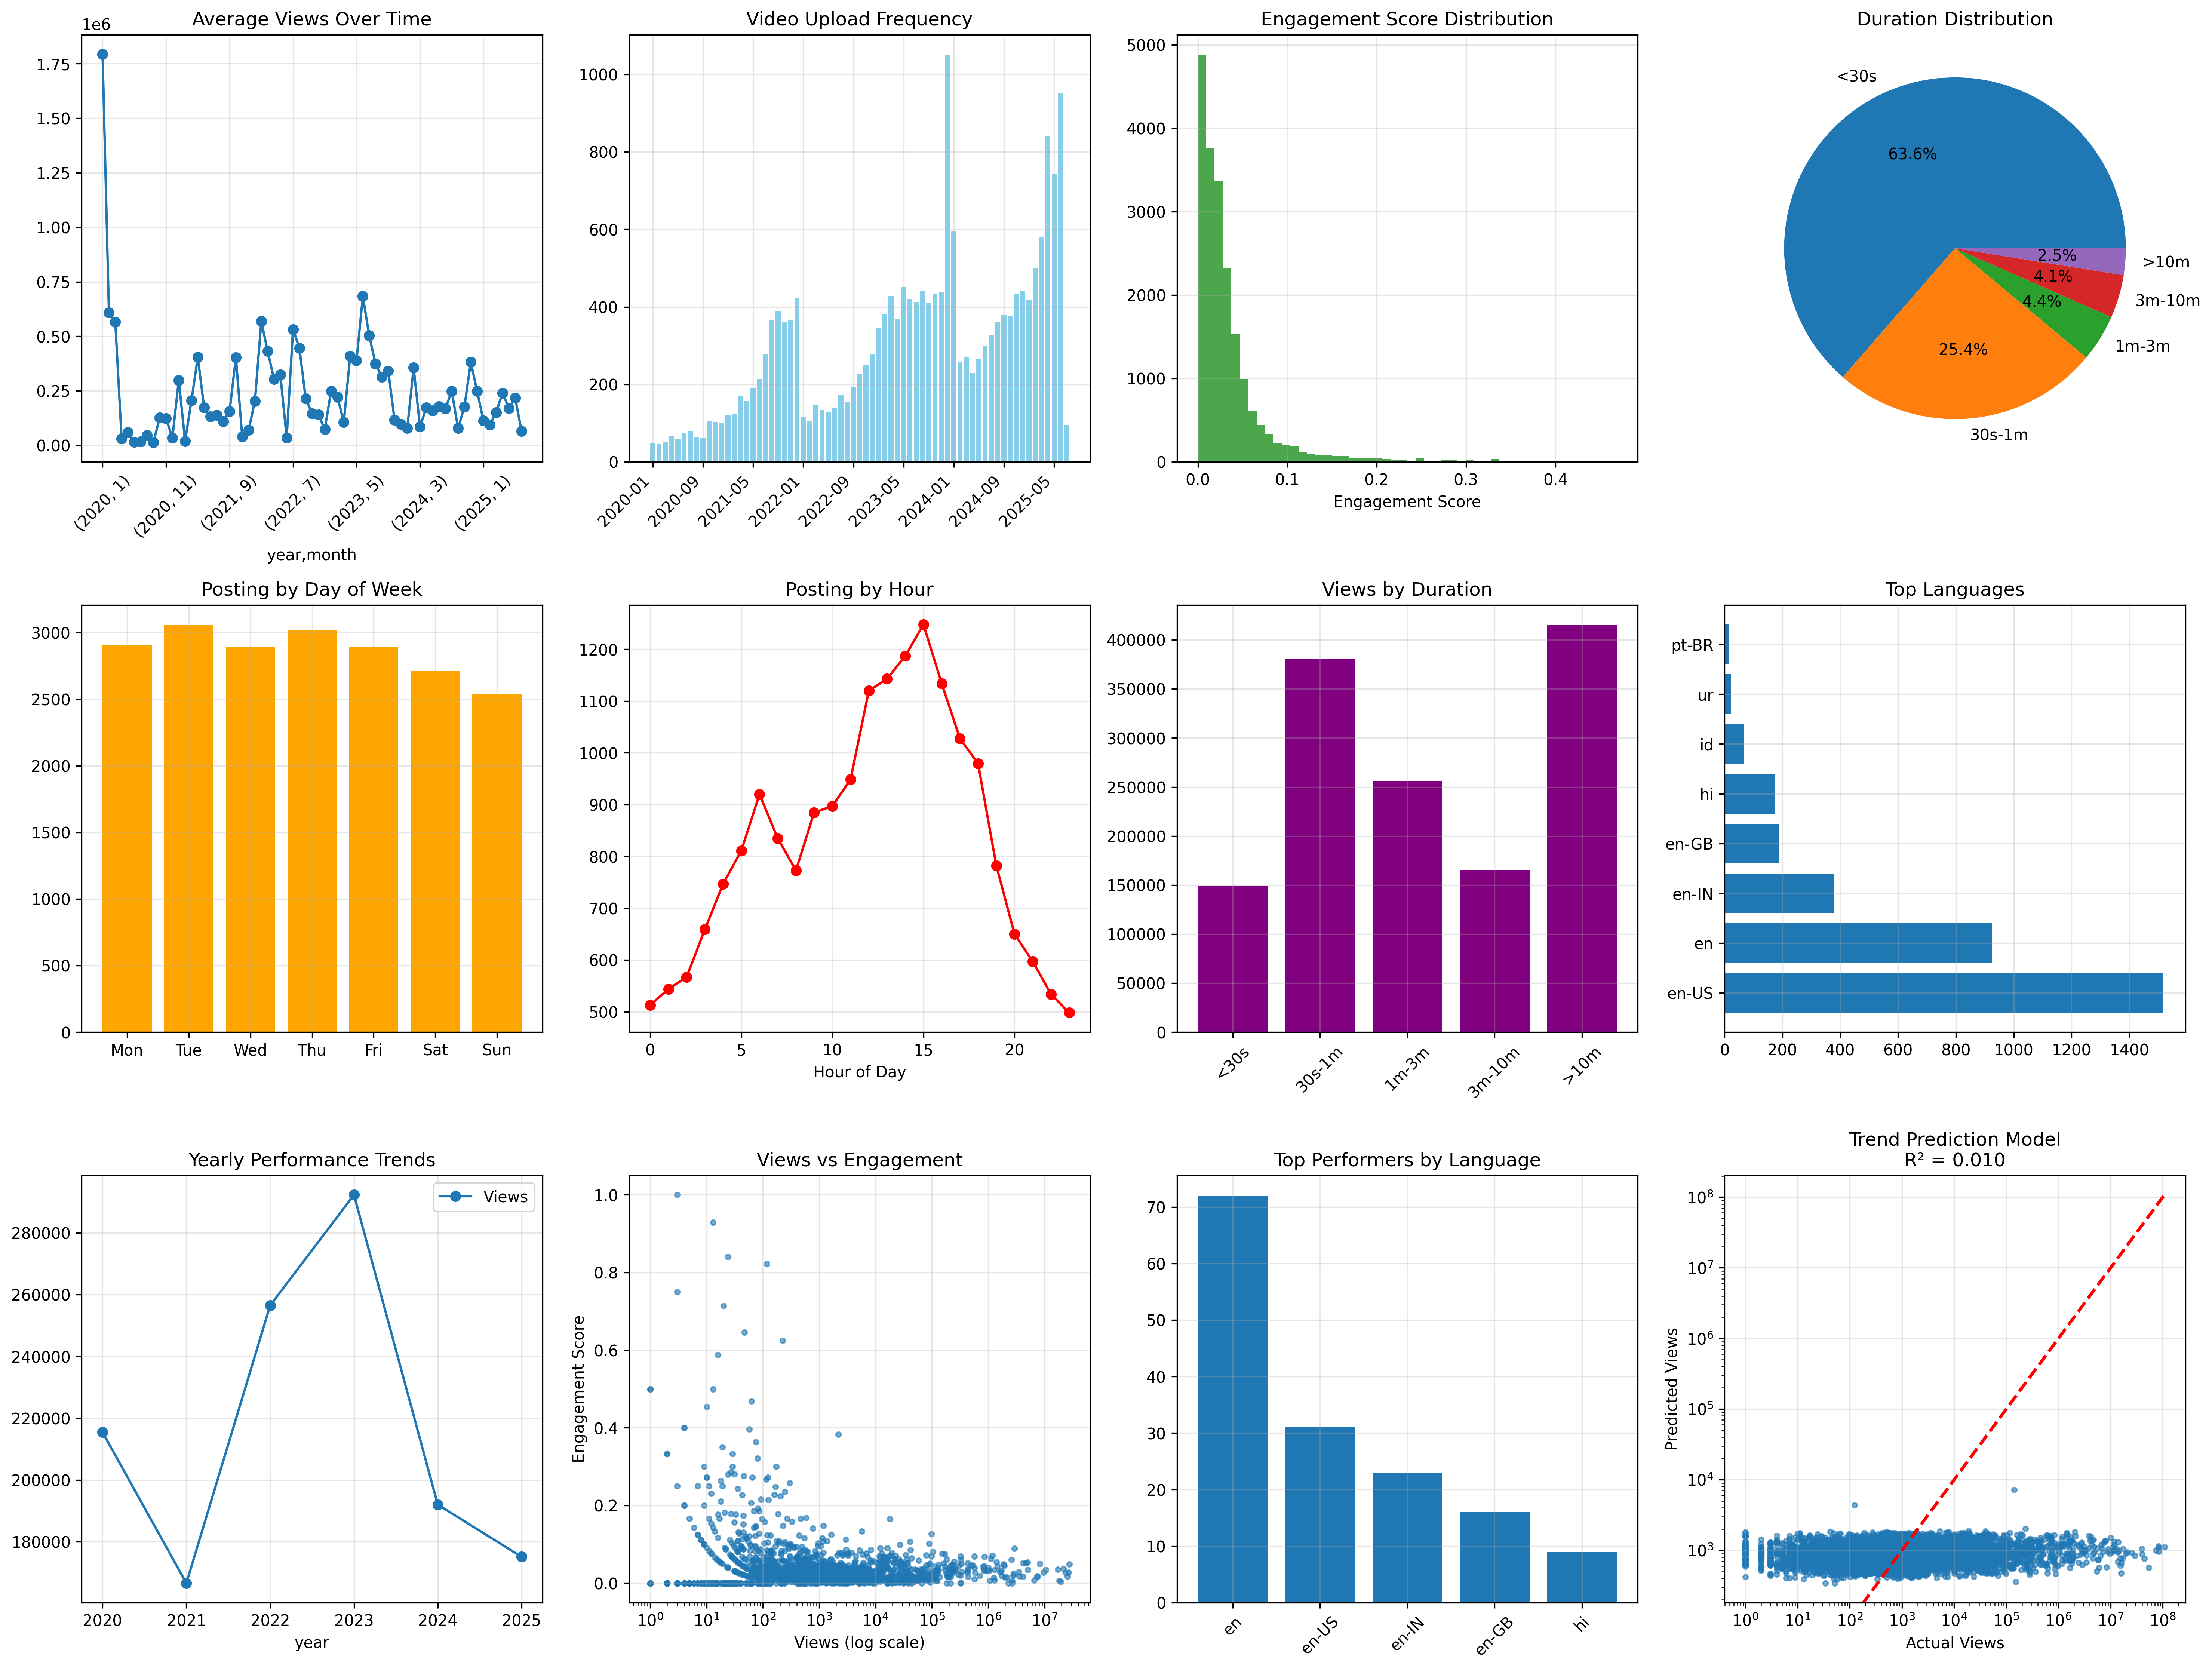 Average Views Over Time
1e6
1.75
1.50
1.25
1.00
0.75
0.50
0.25
0.00
(2020, 1)
(2020, 11)
(2021, 9)
(2022, 7)
(2023, 5)
(2024, 3)
(2025, 1)
year,month
Video Upload Frequency
1000
800
600
400
200
0
2020-01
2020-09
2021-05
2022-01
2022-09
2023-05
2024-01
2024-09
2025-05
Engagement Score Distribution
5000
4000
3000
2000
1000
0
0.0 0.1 0.2 0.3 0.4
Engagement Score
Duration Distribution
<30s
63.6%
2.5%
>10m
4.1%
3m-10m
4.4%
1m-3m
25.4%
30s-1m
Posting by Day of Week
3000
2500
2000
1500
1000
500
0
Mon Tue Wed Thu Fri Sat Sun
Posting by Hour
1200
1100
1000
900
800
700
600
500
0 5 10 15 20
Hour of Day
Views by Duration
400000
350000
300000
250000
200000
150000
100000
50000
0
<30s
30s-1m
1m-3m
3m-10m
>10m
Top Languages
pt-BR
ur
id
hi
en-GB
en-IN
en
en-US
0 200 400 600 800 1000 1200 1400
Yearly Performance Trends
Views
280000
260000
240000
220000
200000
180000
2020 2021 2022 2023 2024 2025
year
Views vs Engagement
Engagement Score
1.0
0.8
0.6
0.4
0.2
0.0
10⁰ 10¹ 10² 10³ 10⁴ 10⁵ 10⁶ 10⁷
Views (log scale)
Top Performers by Language
70
60
50
40
30
20
10
0
en
en-US
en-IN
en-GB
hi
Trend Prediction Model
R² = 0.010
Predicted Views
10⁸
10⁷
10⁶
10⁵
10⁴
10³
10⁰ 10¹ 10² 10³ 10⁴ 10⁵ 10⁶ 10⁷ 10⁸
Actual Views